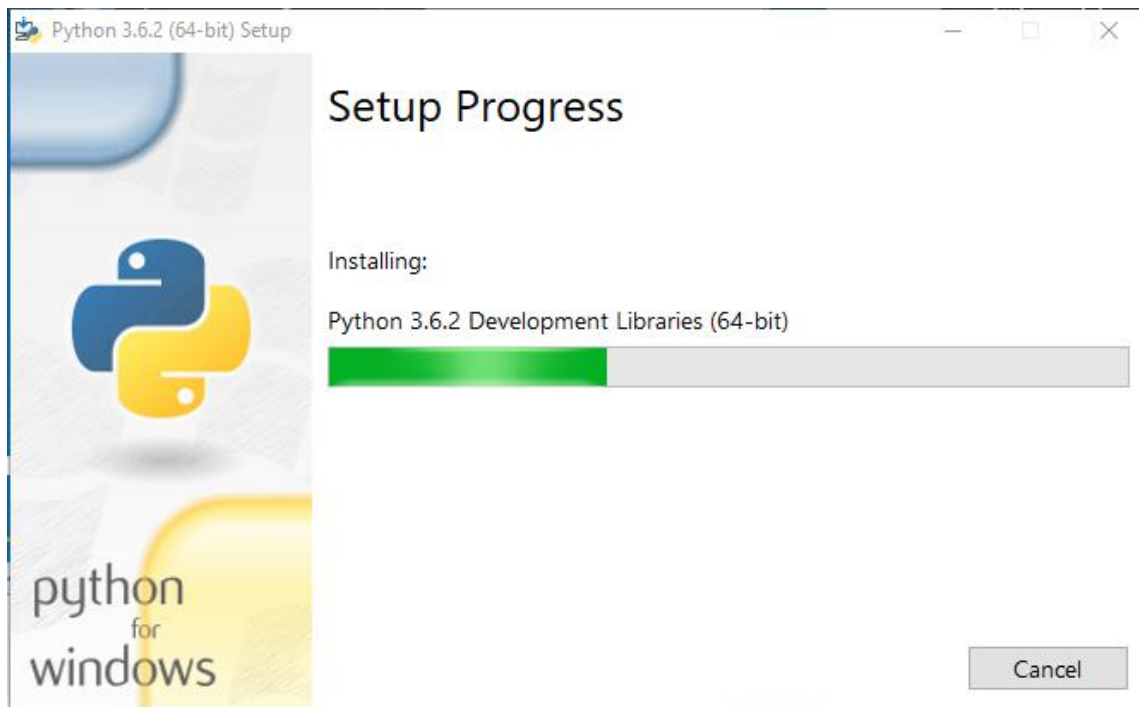 Python 3.6.2 (64-bit) Setup
Setup Progress
Installing:
Python 3.6.2 Development Libraries (64-bit)
python
for
windows
Cancel